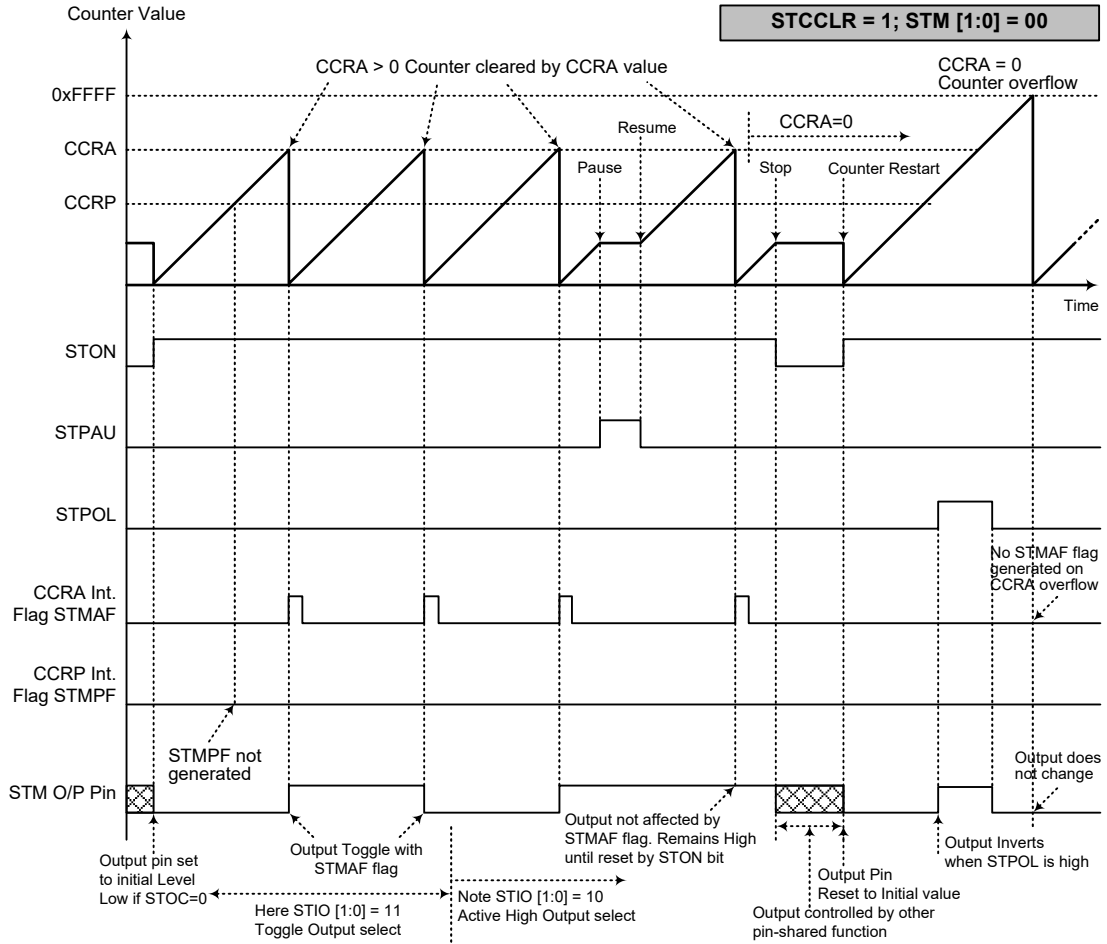 Counter Value
STCCLR = 1; STM [1:0] = 00
CCRA > 0 Counter cleared by CCRA value
CCRA = 0
Counter overflow
0xFFFF
CCRA=0
Resume
CCRA
Pause
Stop
Counter Restart
CCRP
Time
STON
STPAU
STPOL
No STMAF flag
generated on
CCRA overflow
CCRA Int.
Flag STMAF
CCRP Int.
Flag STMPF
STMPF not
generated
Output does
not change
STM O/P Pin
Output pin set
to initial Level
Low if STOC=0
Output Toggle with
STMAF flag
Output not affected by
STMAF flag. Remains High
until reset by STON bit
Output Inverts
when STPOL is high
Here STIO [1:0] = 11
Toggle Output select
Note STIO [1:0] = 10
Active High Output select
Output Pin
Reset to Initial value
Output controlled by other
pin-shared function